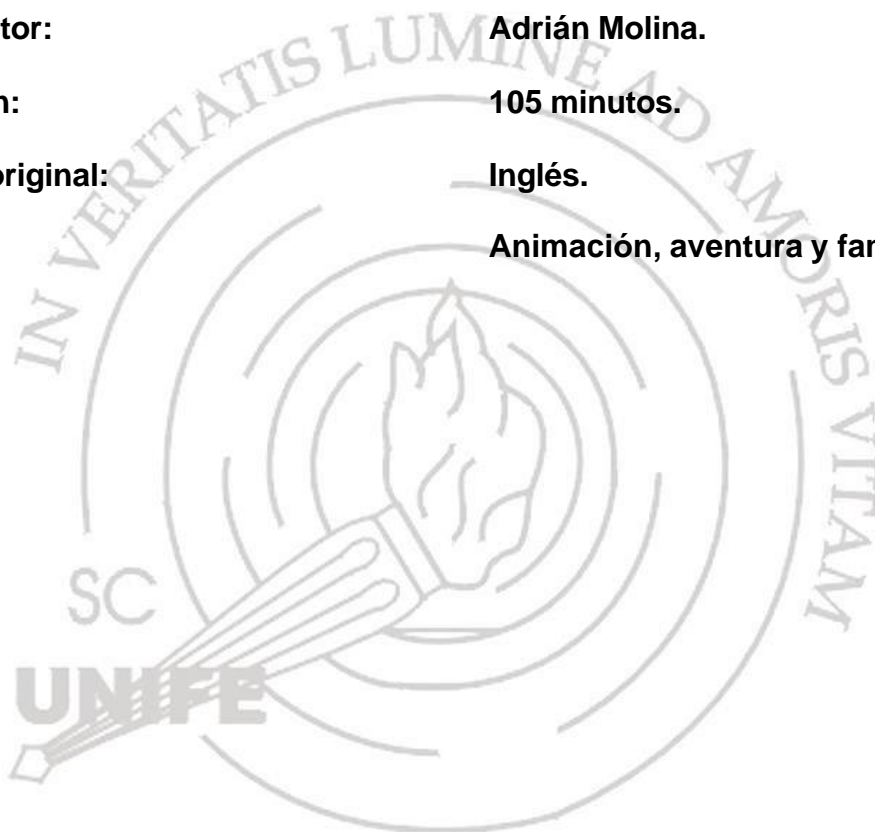 tor: Adrián Molina.
n: 105 minutos.
original: Inglés.
Animación, aventura y fan
IN VERITATIS LUMINE AD AMORIS VITAM
SC
UNIFE